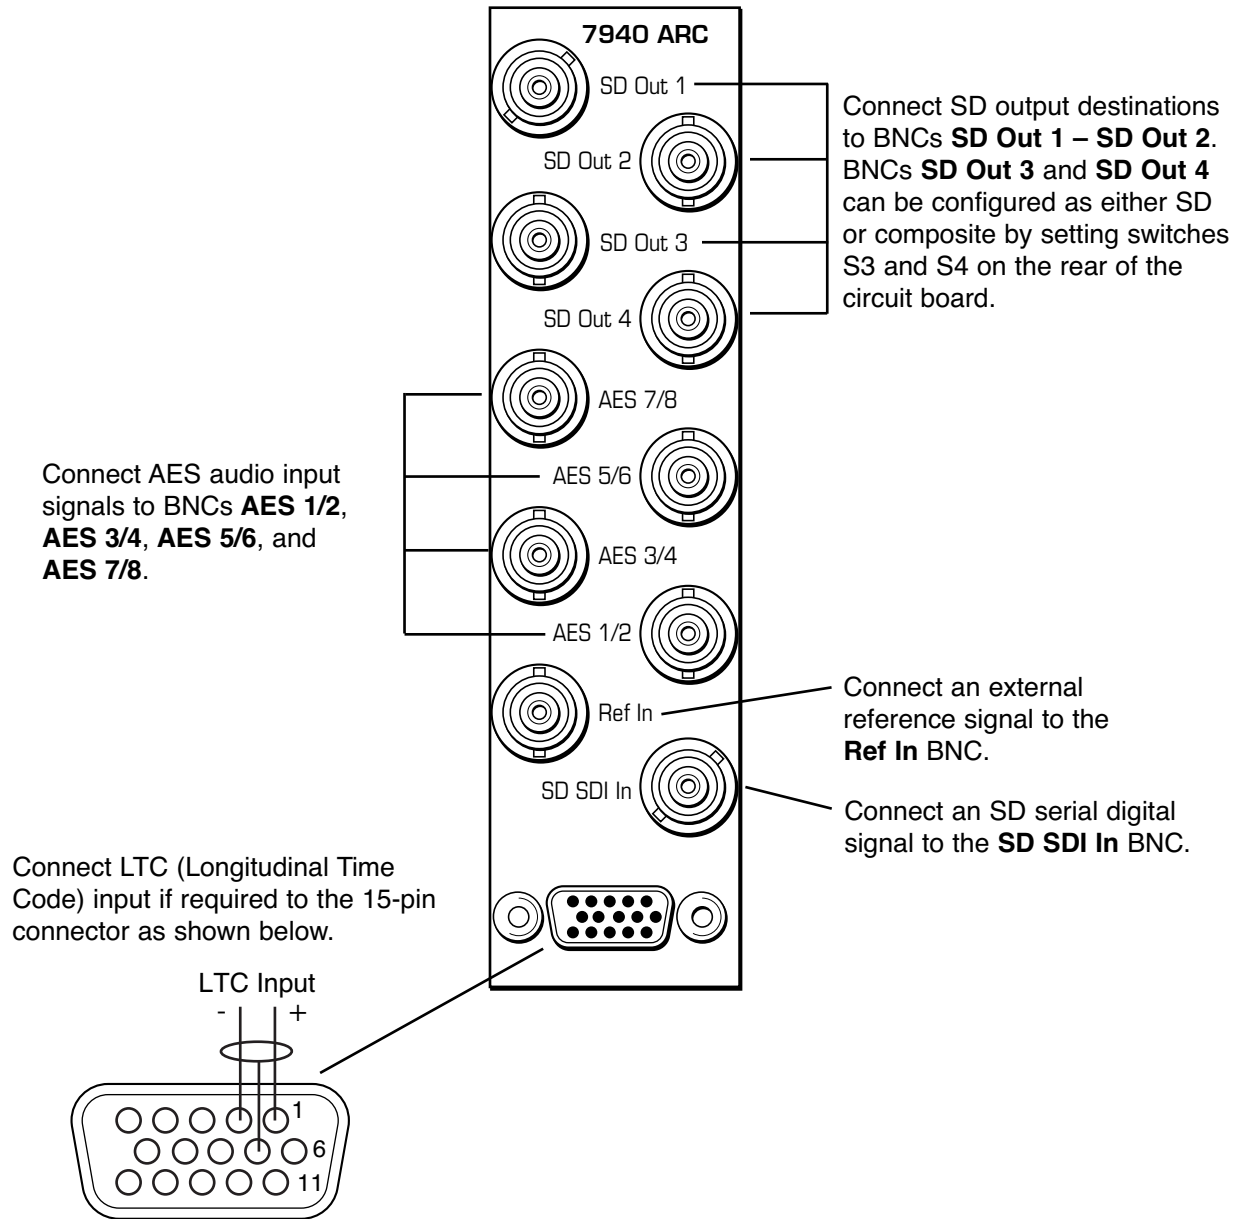 7940 ARC
SD Out 1
SD Out 2
SD Out 3
SD Out 4
AES 7/8
AES 5/6
AES 3/4
AES 1/2
Ref In
SD SDI In
Connect SD output destinations
to BNCs SD Out 1 – SD Out 2.
BNCs SD Out 3 and SD Out 4
can be configured as either SD
or composite by setting switches
S3 and S4 on the rear of the
circuit board.
Connect AES audio input
signals to BNCs AES 1/2,
AES 3/4, AES 5/6, and
AES 7/8.
Connect an external
reference signal to the
Ref In BNC.
Connect an SD serial digital
signal to the SD SDI In BNC.
Connect LTC (Longitudinal Time
Code) input if required to the 15-pin
connector as shown below.
LTC Input
- +
1
6
11